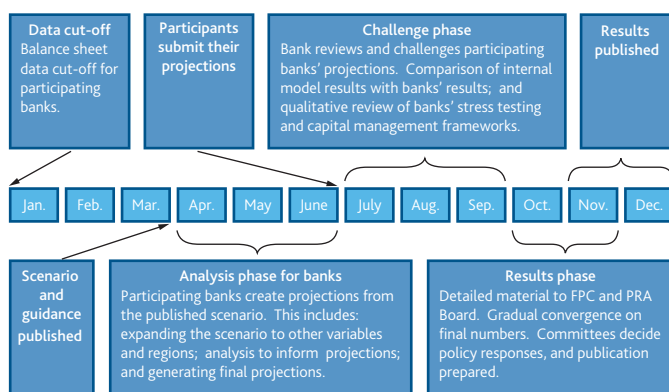 Data cut-off
Balance sheet
data cut-off for
participating
banks.
Participants
submit their
projections
Challenge phase
Bank reviews and challenges participating
banks' projections. Comparison of internal
model results with banks' results; and
qualitative review of banks' stress testing
and capital management frameworks.
Results
published
Jan. Feb. Mar. Apr. May June July Aug. Sep. Oct. Nov. Dec.
Scenario
and
guidance
published
Analysis phase for banks
Participating banks create projections from
the published scenario. This includes:
expanding the scenario to other variables
and regions; analysis to inform projections;
and generating final projections.
Results phase
Detailed material to FPC and PRA
Board. Gradual convergence on
final numbers. Committees decide
policy responses, and publication
prepared.